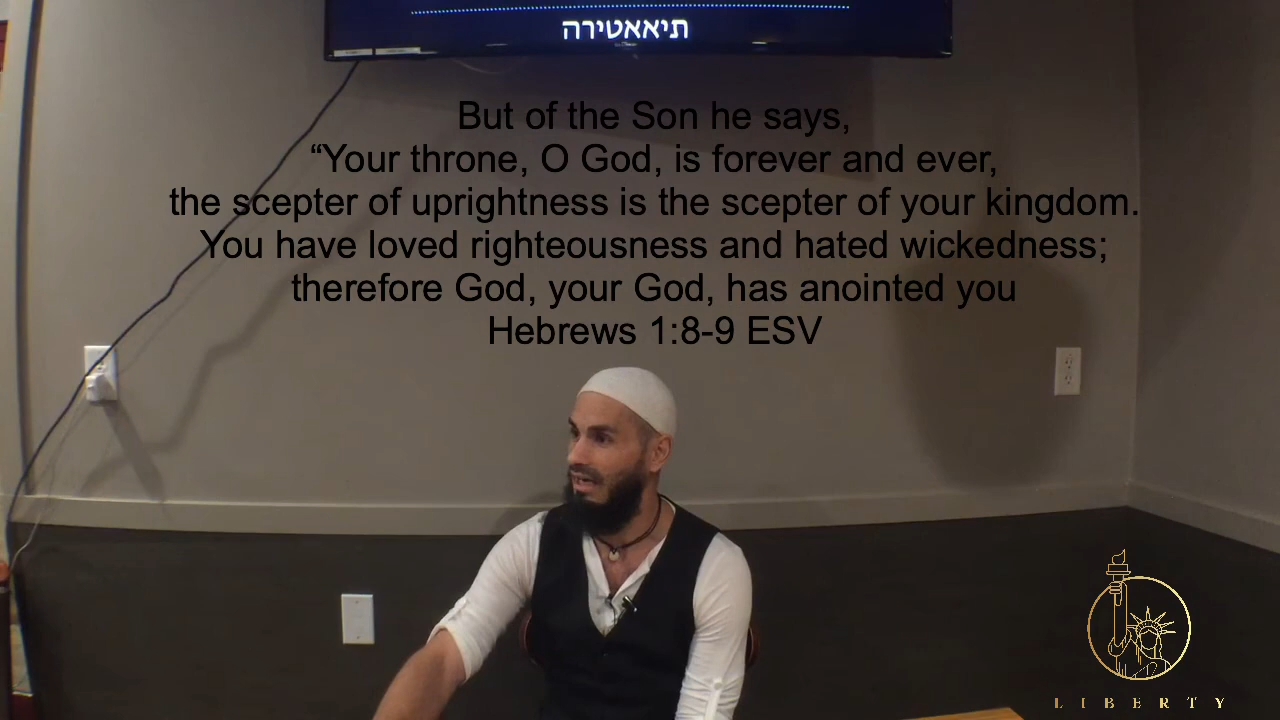 תיאאטירה
But of the Son he says,
“Your throne, O God, is forever and ever,
the scepter of uprightness is the scepter of your kingdom.
You have loved righteousness and hated wickedness;
therefore God, your God, has anointed you
Hebrews 1:8-9 ESV
LIBERTY